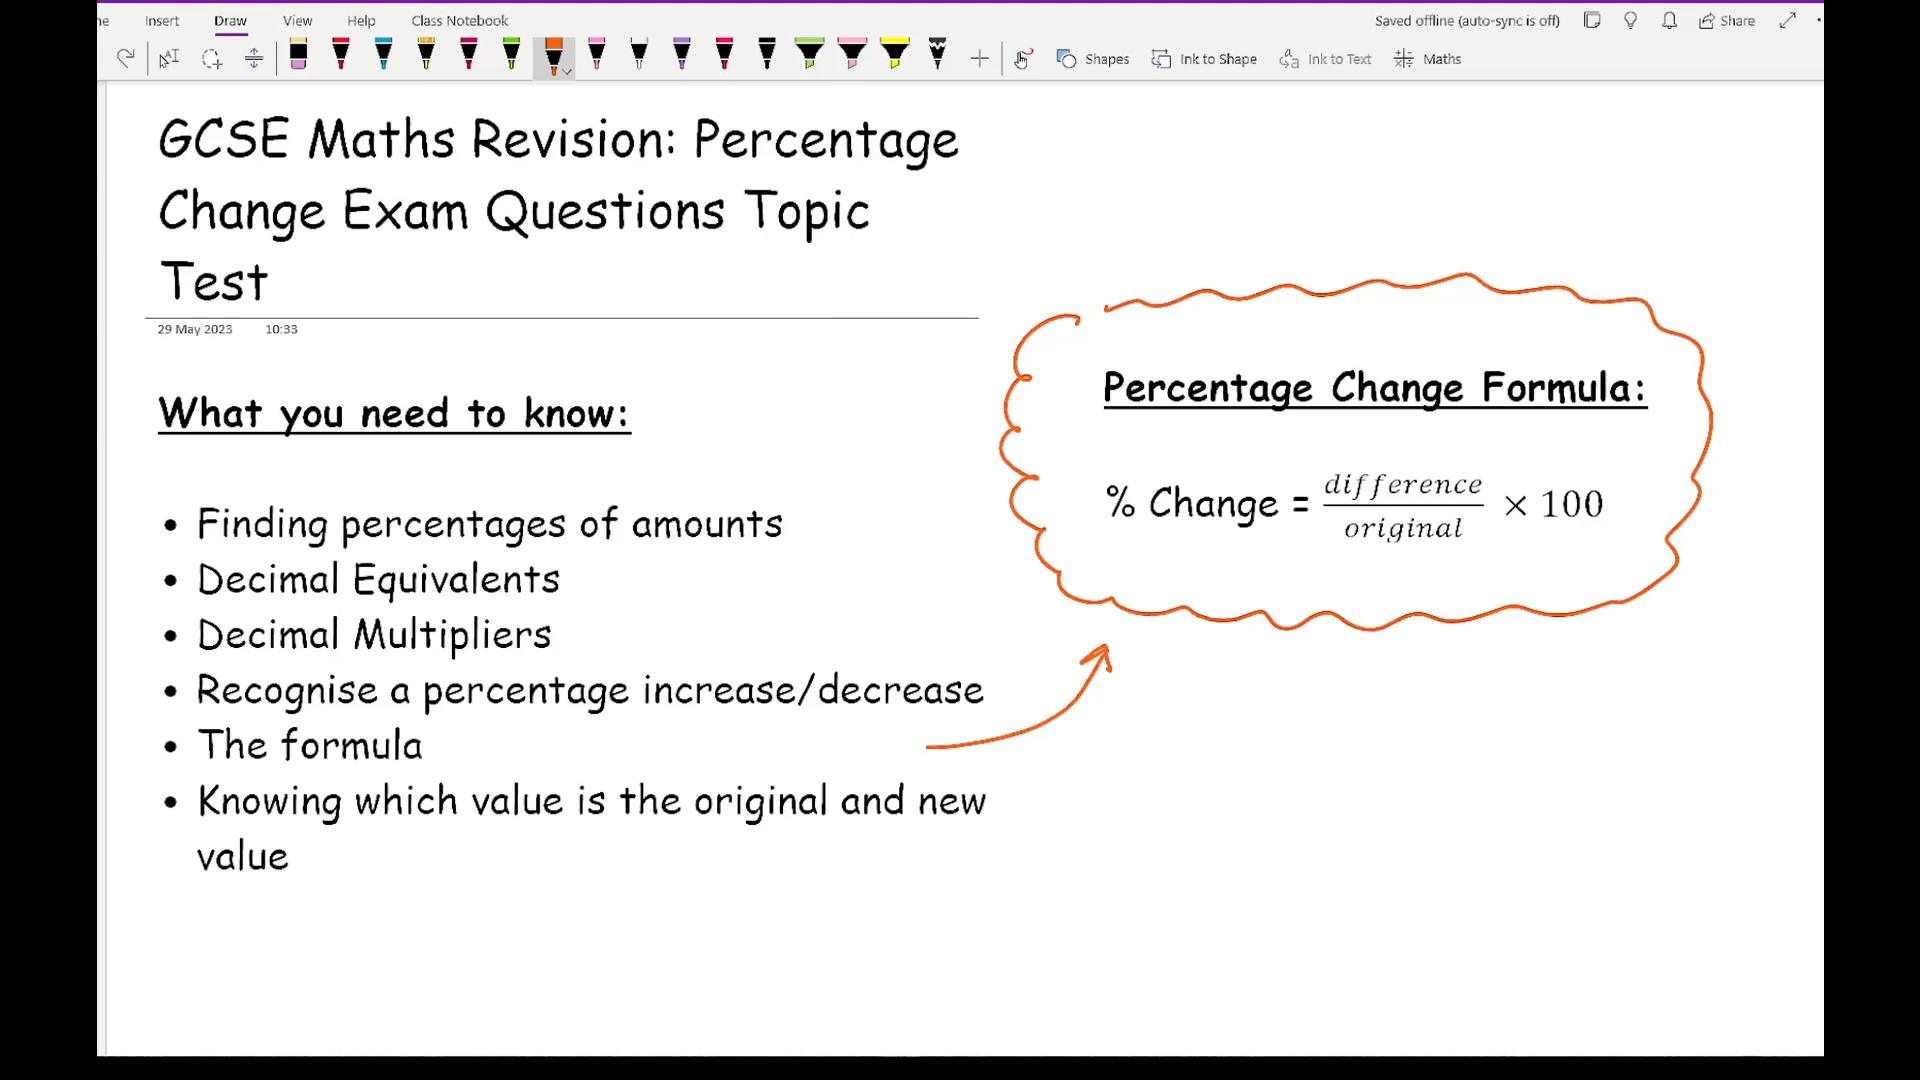 Insert Draw View Help Class Notebook Saved offline (auto-sync is off) Share
Shapes Ink to Shape Ink to Text Maths
GCSE Maths Revision: Percentage
Change Exam Questions Topic
Test
29 May 2023 10:33
Percentage Change Formula:
% Change = difference/original × 100
What you need to know:
• Finding percentages of amounts
• Decimal Equivalents
• Decimal Multipliers
• Recognise a percentage increase/decrease
• The formula
• Knowing which value is the original and new
value